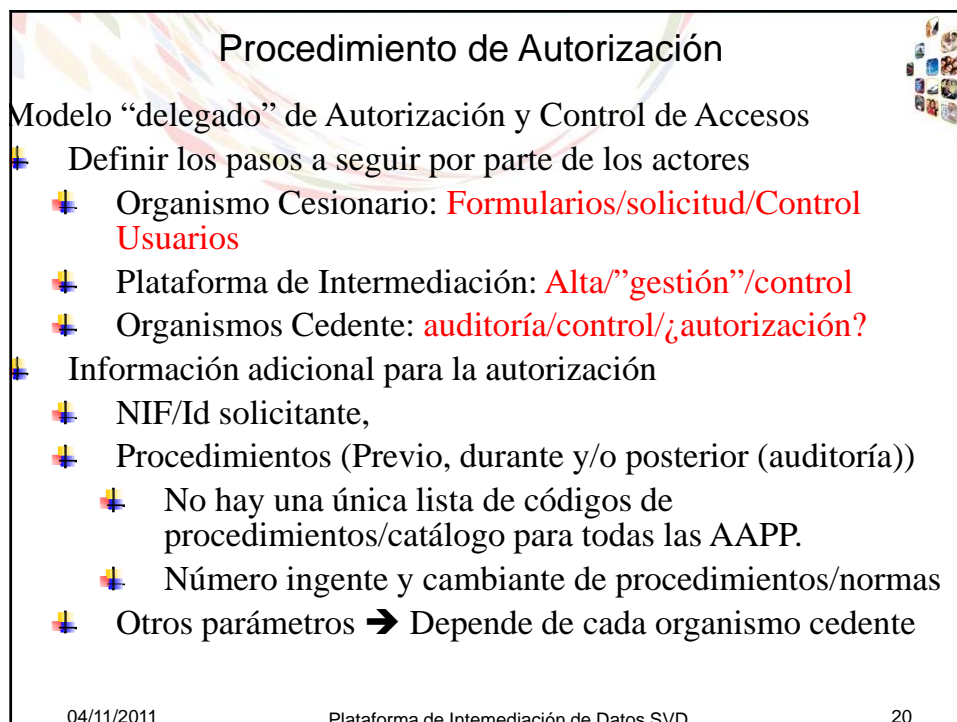 Procedimiento de Autorización
Modelo “delegado” de Autorización y Control de Accesos
Definir los pasos a seguir por parte de los actores
Organismo Cesionario: Formularios/solicitud/Control
Usuarios
Plataforma de Intermediación: Alta/”gestión”/control
Organismos Cedente: auditoría/control/¿autorización?
Información adicional para la autorización
NIF/Id solicitante,
Procedimientos (Previo, durante y/o posterior (auditoría))
No hay una única lista de códigos de
procedimientos/catálogo para todas las AAPP.
Número ingente y cambiante de procedimientos/normas
Otros parámetros ➔ Depende de cada organismo cedente
04/11/2011 Plataforma de Intemediación de Datos SVD 20